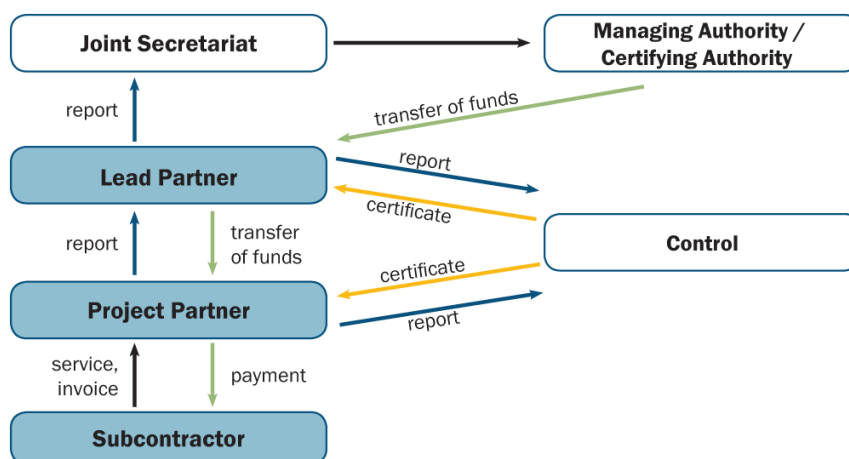 Joint Secretariat
Managing Authority /
Certifying Authority
transfer of funds
report
report
Lead Partner
certificate
report
transfer
of funds
Control
certificate
Project Partner
report
service,
invoice
payment
Subcontractor